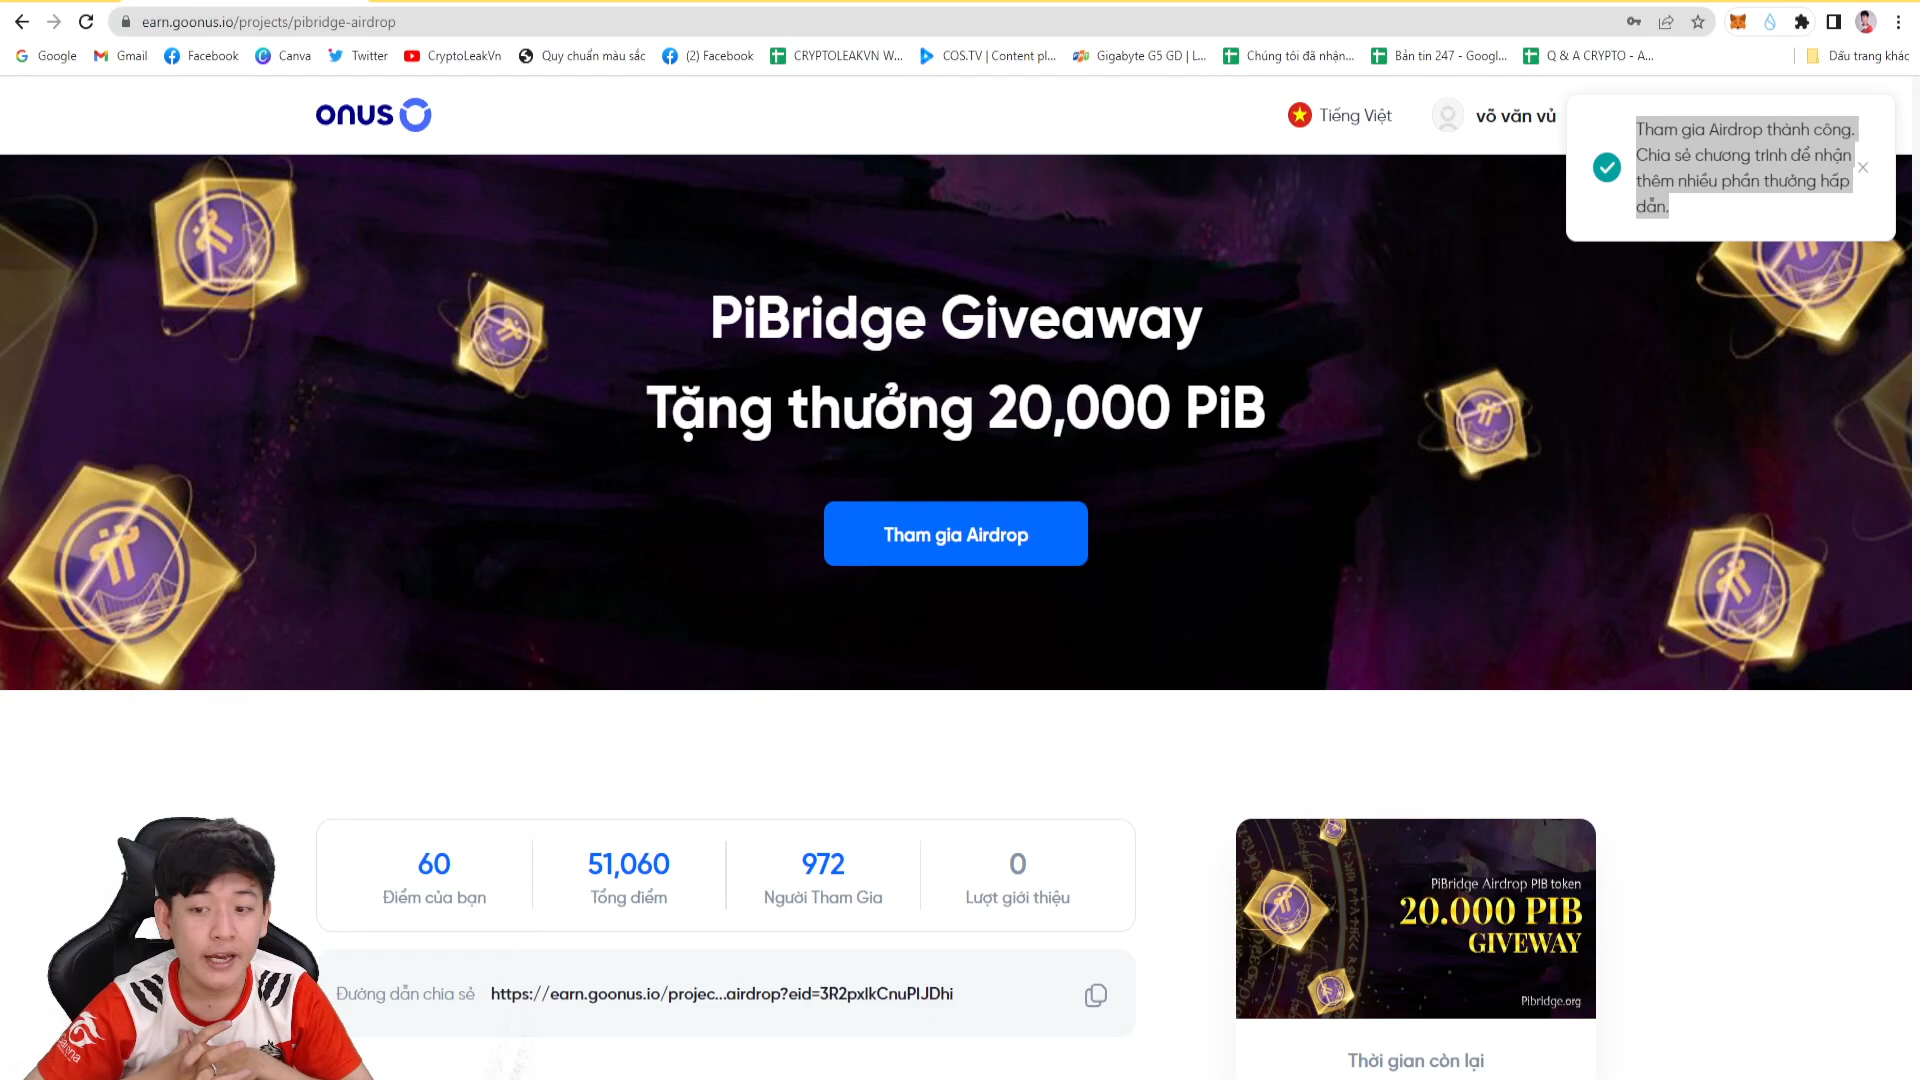 earn.goonus.io/projects/pibridge-airdrop
Google
Gmail
Facebook
Canva
Twitter
CryptoLeakVn
Quy chuẩn màu sắc
(2) Facebook
CRYPTOLEAKVN W...
COS.TV | Content pl...
Gigabyte G5 GD | L...
Chúng tôi đã nhận...
Bản tin 247 - Googl...
Q & A CRYPTO - A...
Dấu trang khác
onus
Tiếng Việt
võ văn vủ
Tham gia Airdrop thành công.
Chia sẻ chương trình để nhận
thêm nhiều phần thưởng hấp
dẫn.
PiBridge Giveaway
Tặng thưởng 20,000 PiB
Tham gia Airdrop
60
Điểm của bạn
51,060
Tổng điểm
972
Người Tham Gia
0
Lượt giới thiệu
Đường dẫn chia sẻ
https://earn.goonus.io/projec...airdrop?eid=3R2pxlkCnuPIJDhi
PiBridge Airdrop PIB token
20.000 PIB
GIVEWAY
Pibridge.org
Thời gian còn lại
Garena